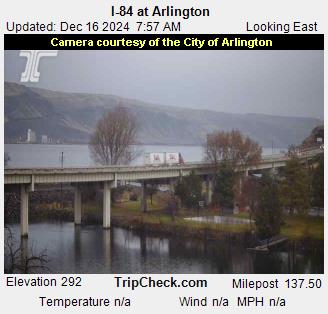 I-84 at Arlington
Updated: Dec 16 2024 7:57 AM Looking East
Camera courtesy of the City of Arlington
Elevation 292 TripCheck.com Milepost 137.50
Temperature n/a Wind n/a MPH n/a